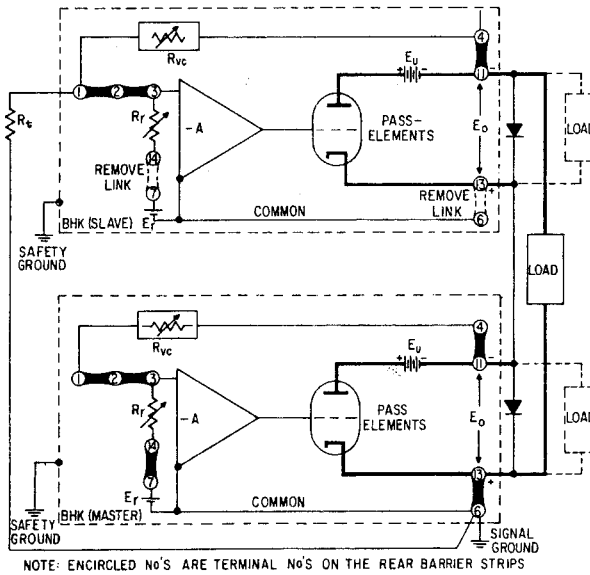 4
Rvc
Eu
+ -
1 2 3
11 -
Rt
Rr
-A
PASS-
ELEMENTS
Eo
LOAD
14
REMOVE
LINK
7
13 +
REMOVE
LINK
COMMON
6
BHK (SLAVE) Er
SAFETY
GROUND
LOAD
4
Rvc
Eu
+ -
1 2 3
11 -
Rr
-A
PASS
ELEMENTS
Eo
LOAD
14
7
13 +
Er
COMMON
6
SAFETY
GROUND
BHK (MASTER)
SIGNAL
GROUND
NOTE: ENCIRCLED NO'S ARE TERMINAL NO'S ON THE REAR BARRIER STRIPS